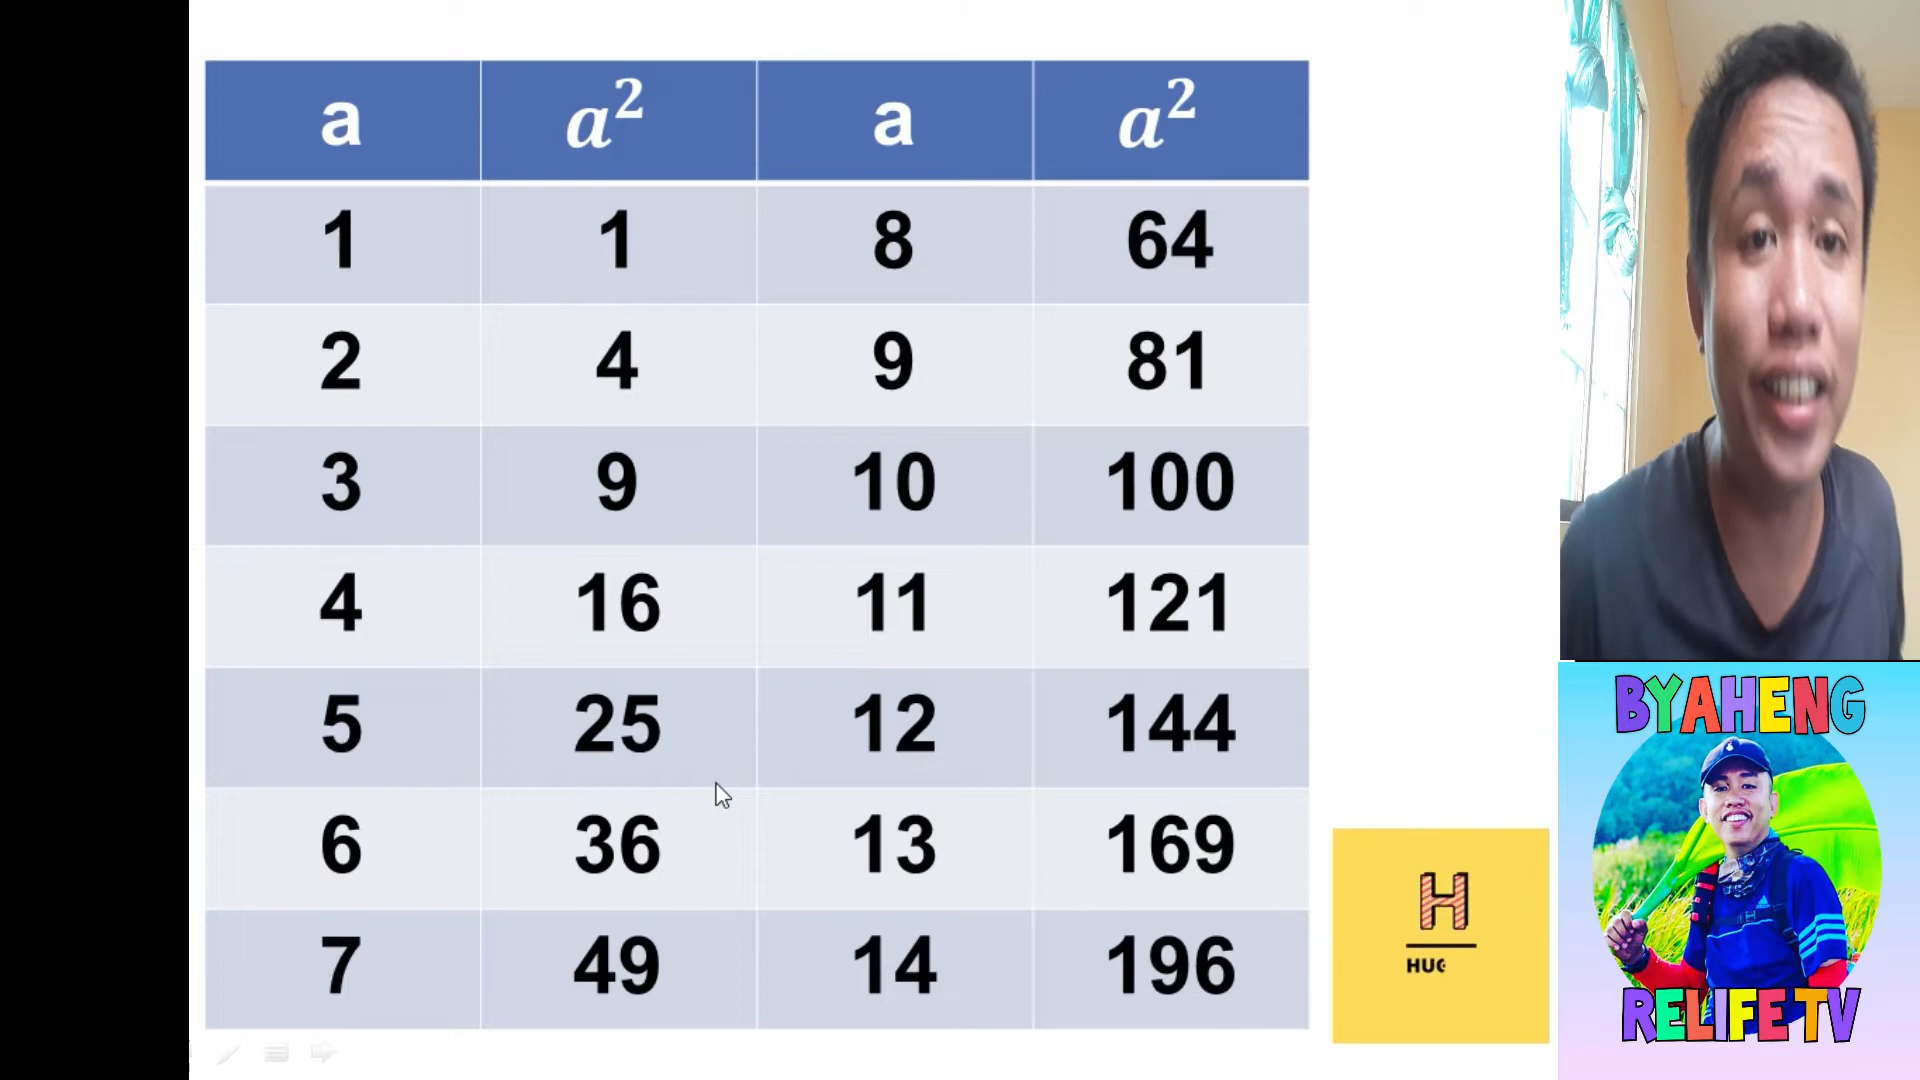 a a² a a²
1 1 8 64
2 4 9 81
3 9 10 100
4 16 11 121
5 25 12 144
6 36 13 169
7 49 14 196
H
BYAHENG
RELIFE TV